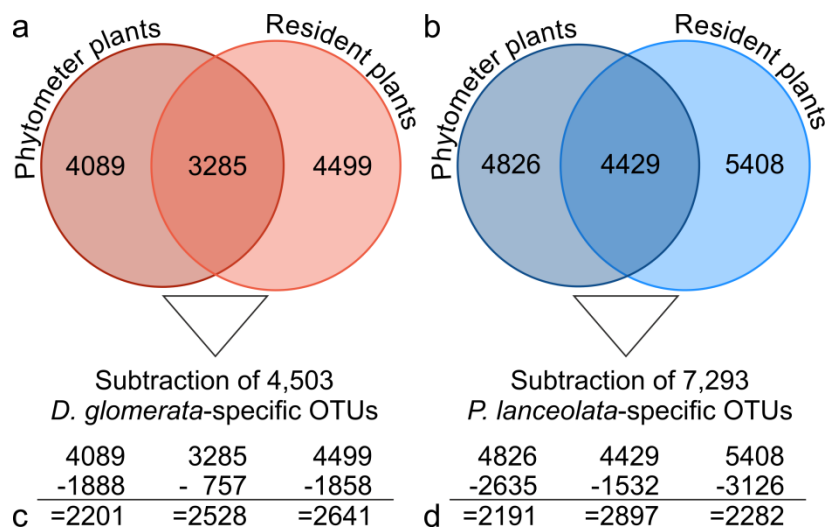 a
Phytometer plants
Resident plants
4089 3285 4499
b
Phytometer plants
Resident plants
4826 4429 5408
Subtraction of 4,503
D. glomerata-specific OTUs
4089 3285 4499
-1888 - 757 -1858
c =2201 =2528 =2641
Subtraction of 7,293
P. lanceolata-specific OTUs
4826 4429 5408
-2635 -1532 -3126
d =2191 =2897 =2282